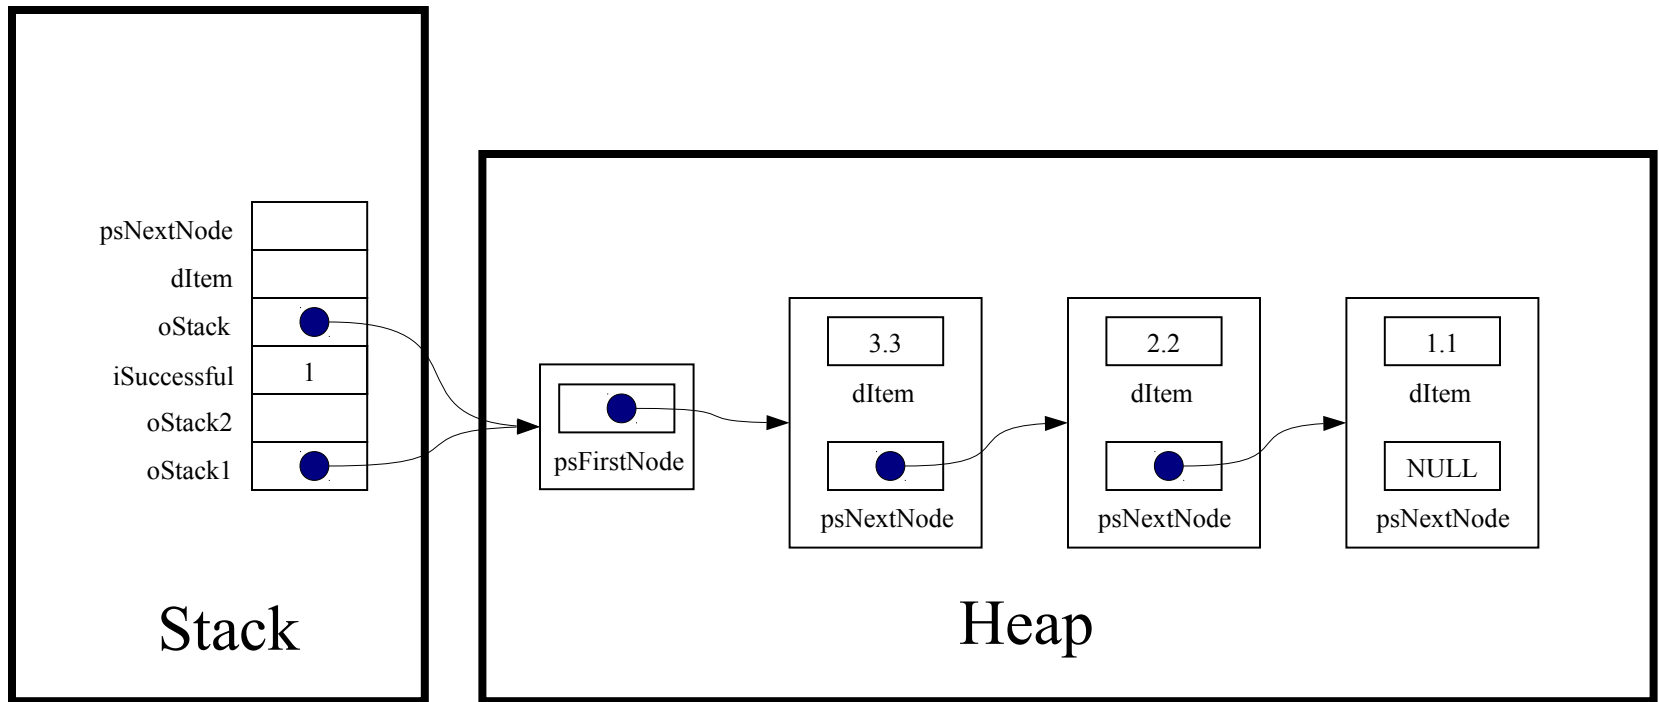 psNextNode
dItem
oStack
iSuccessful 1
oStack2
oStack1
Stack
psFirstNode
3.3
dItem
psNextNode
2.2
dItem
psNextNode
1.1
dItem
NULL
psNextNode
Heap